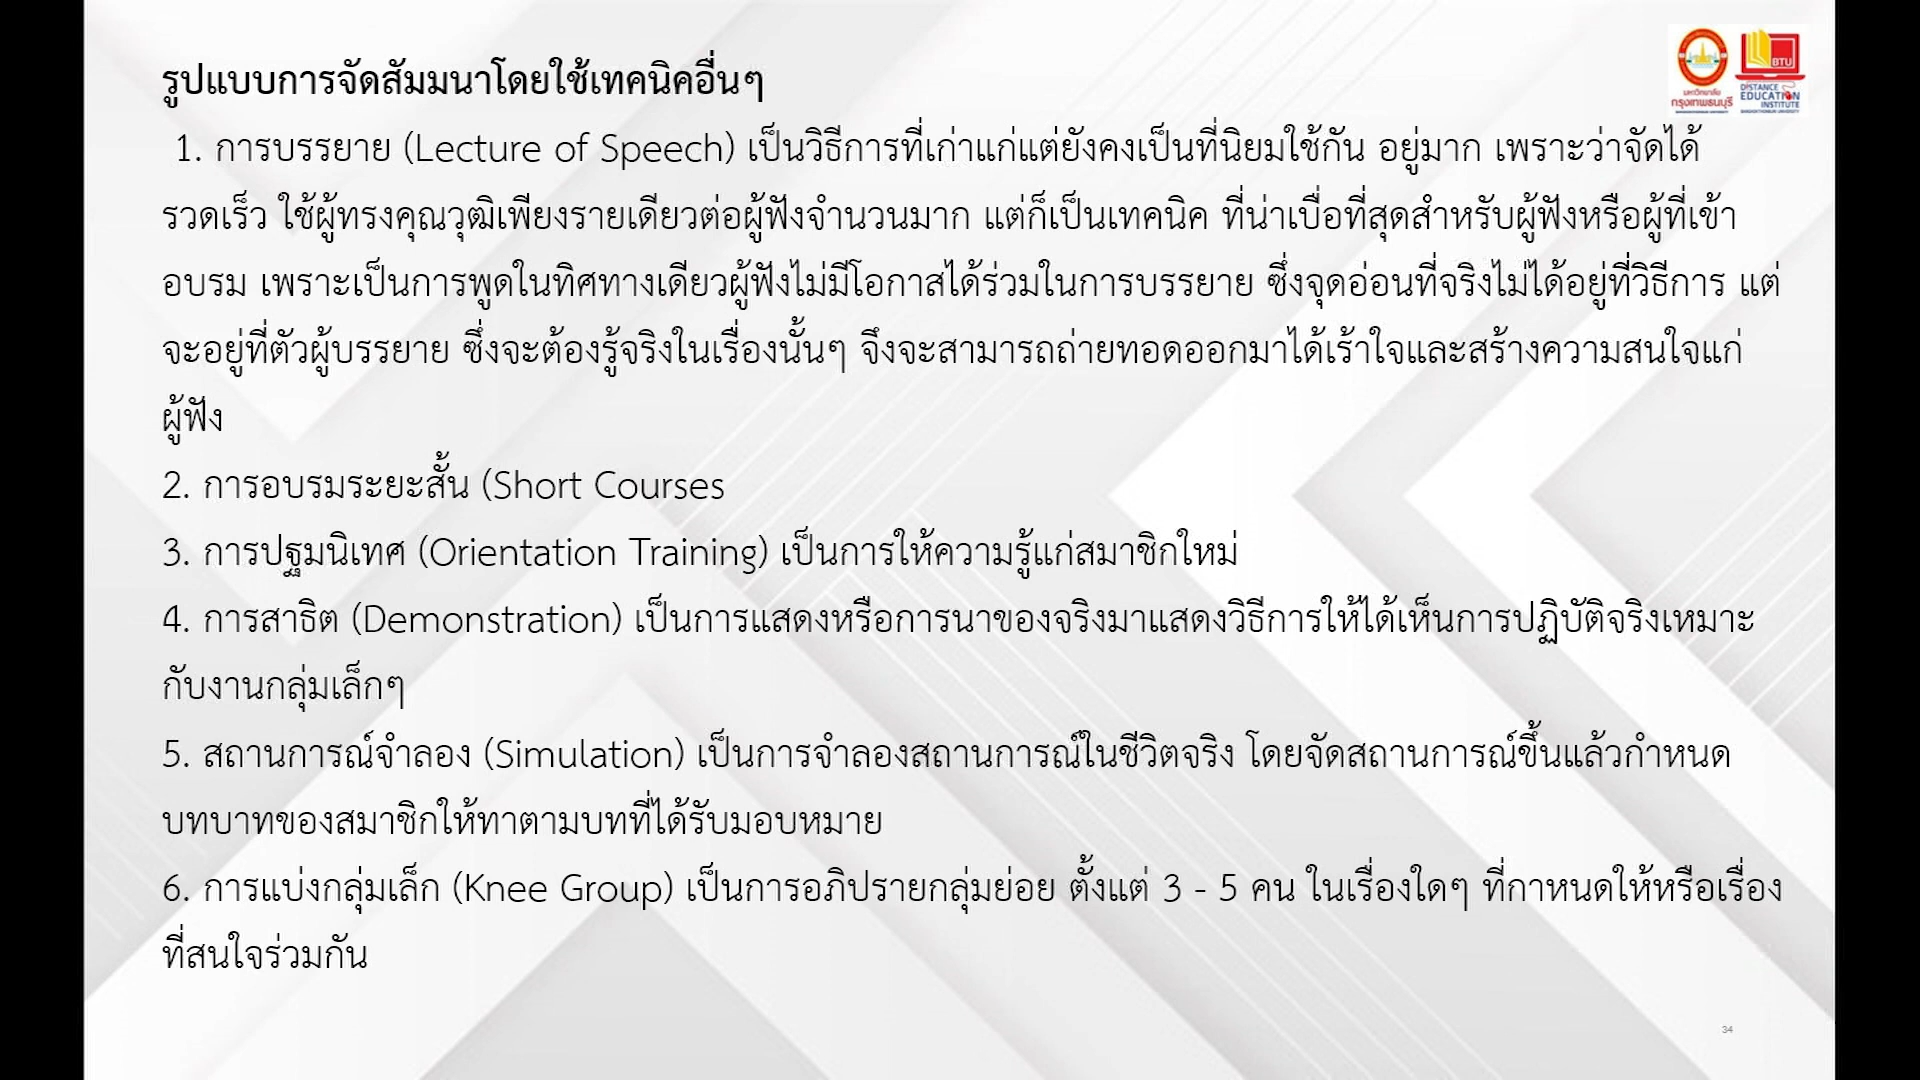 รูปแบบการจัดสัมมนาโดยใช้เทคนิคอื่นๆ
1. การบรรยาย (Lecture of Speech) เป็นวิธีการที่เก่าแก่แต่ยังคงเป็นที่นิยมใช้กัน อยู่มาก เพราะว่าจัดได้
รวดเร็ว ใช้ผู้ทรงคุณวุฒิเพียงรายเดียวต่อผู้ฟังจำนวนมาก แต่ก็เป็นเทคนิค ที่น่าเบื่อที่สุดสำหรับผู้ฟังหรือผู้ที่เข้า
อบรม เพราะเป็นการพูดในทิศทางเดียวผู้ฟังไม่มีโอกาสได้ร่วมในการบรรยาย ซึ่งจุดอ่อนที่จริงไม่ได้อยู่ที่วิธีการ แต่
จะอยู่ที่ตัวผู้บรรยาย ซึ่งจะต้องรู้จริงในเรื่องนั้นๆ จึงจะสามารถถ่ายทอดออกมาได้เร้าใจและสร้างความสนใจแก่
ผู้ฟัง
2. การอบรมระยะสั้น (Short Courses
3. การปฐมนิเทศ (Orientation Training) เป็นการให้ความรู้แก่สมาชิกใหม่
4. การสาธิต (Demonstration) เป็นการแสดงหรือการนาของจริงมาแสดงวิธีการให้ได้เห็นการปฏิบัติจริงเหมาะ
กับงานกลุ่มเล็กๆ
5. สถานการณ์จำลอง (Simulation) เป็นการจำลองสถานการณ์ในชีวิตจริง โดยจัดสถานการณ์ขึ้นแล้วกำหนด
บทบาทของสมาชิกให้ทาตามบทที่ได้รับมอบหมาย
6. การแบ่งกลุ่มเล็ก (Knee Group) เป็นการอภิปรายกลุ่มย่อย ตั้งแต่ 3 - 5 คน ในเรื่องใดๆ ที่กาหนดให้หรือเรื่อง
ที่สนใจร่วมกัน
มหาวิทยาลัย
กรุงเทพธนบุรี
BTU
DISTANCE
EDUCATION
INSTITUTE
34